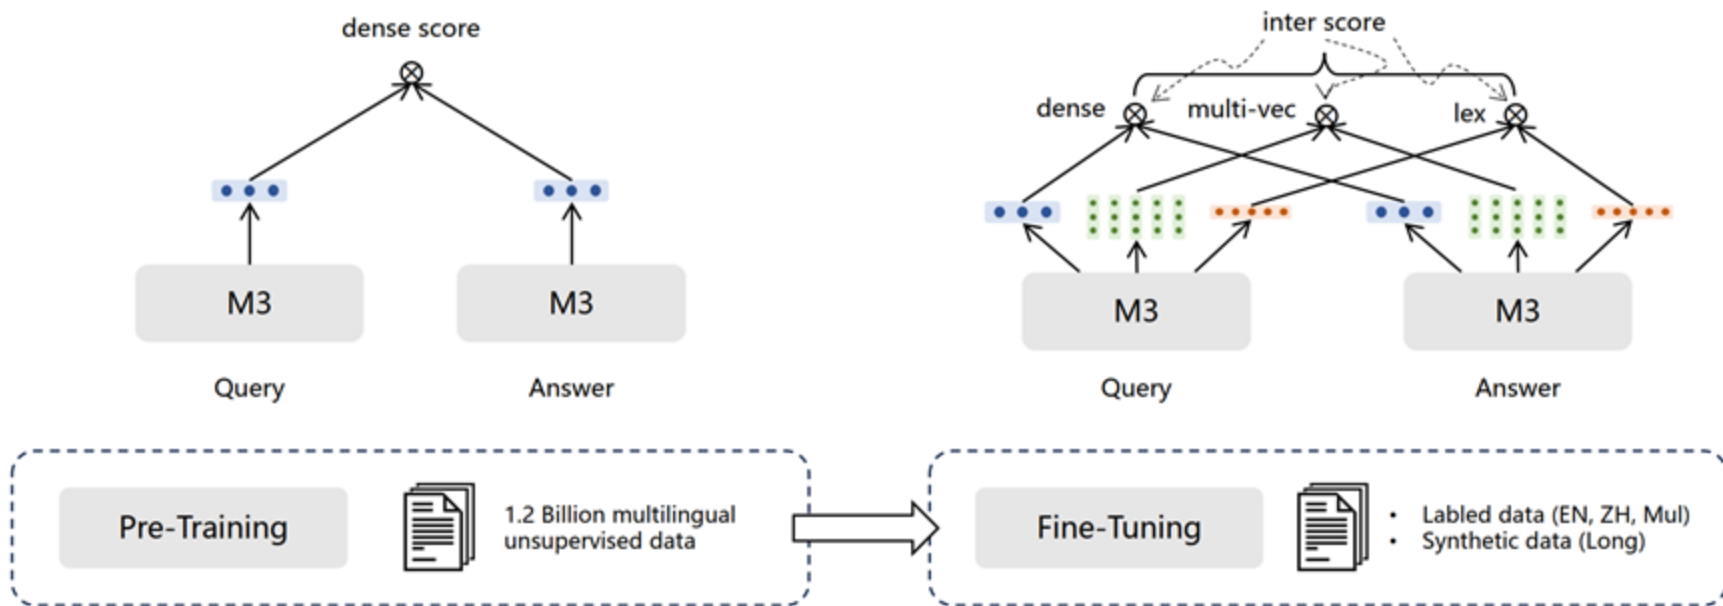 dense score
M3
M3
Query
Answer
inter score
dense
multi-vec
lex
M3
M3
Query
Answer
Pre-Training
1.2 Billion multilingual
unsupervised data
Fine-Tuning
• Labled data (EN, ZH, Mul)
• Synthetic data (Long)